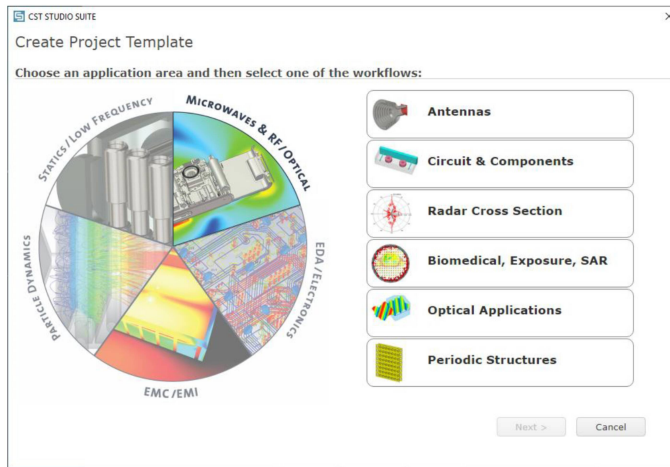 CST STUDIO SUITE
Create Project Template
Choose an application area and then select one of the workflows:
STATICS/LOW FREQUENCY
MICROWAVES & RF/OPTICAL
EDA/ELECTRONICS
EMC/EMI
PARTICLE DYNAMICS
Antennas
Circuit & Components
Radar Cross Section
Biomedical, Exposure, SAR
Optical Applications
Periodic Structures
Next >
Cancel